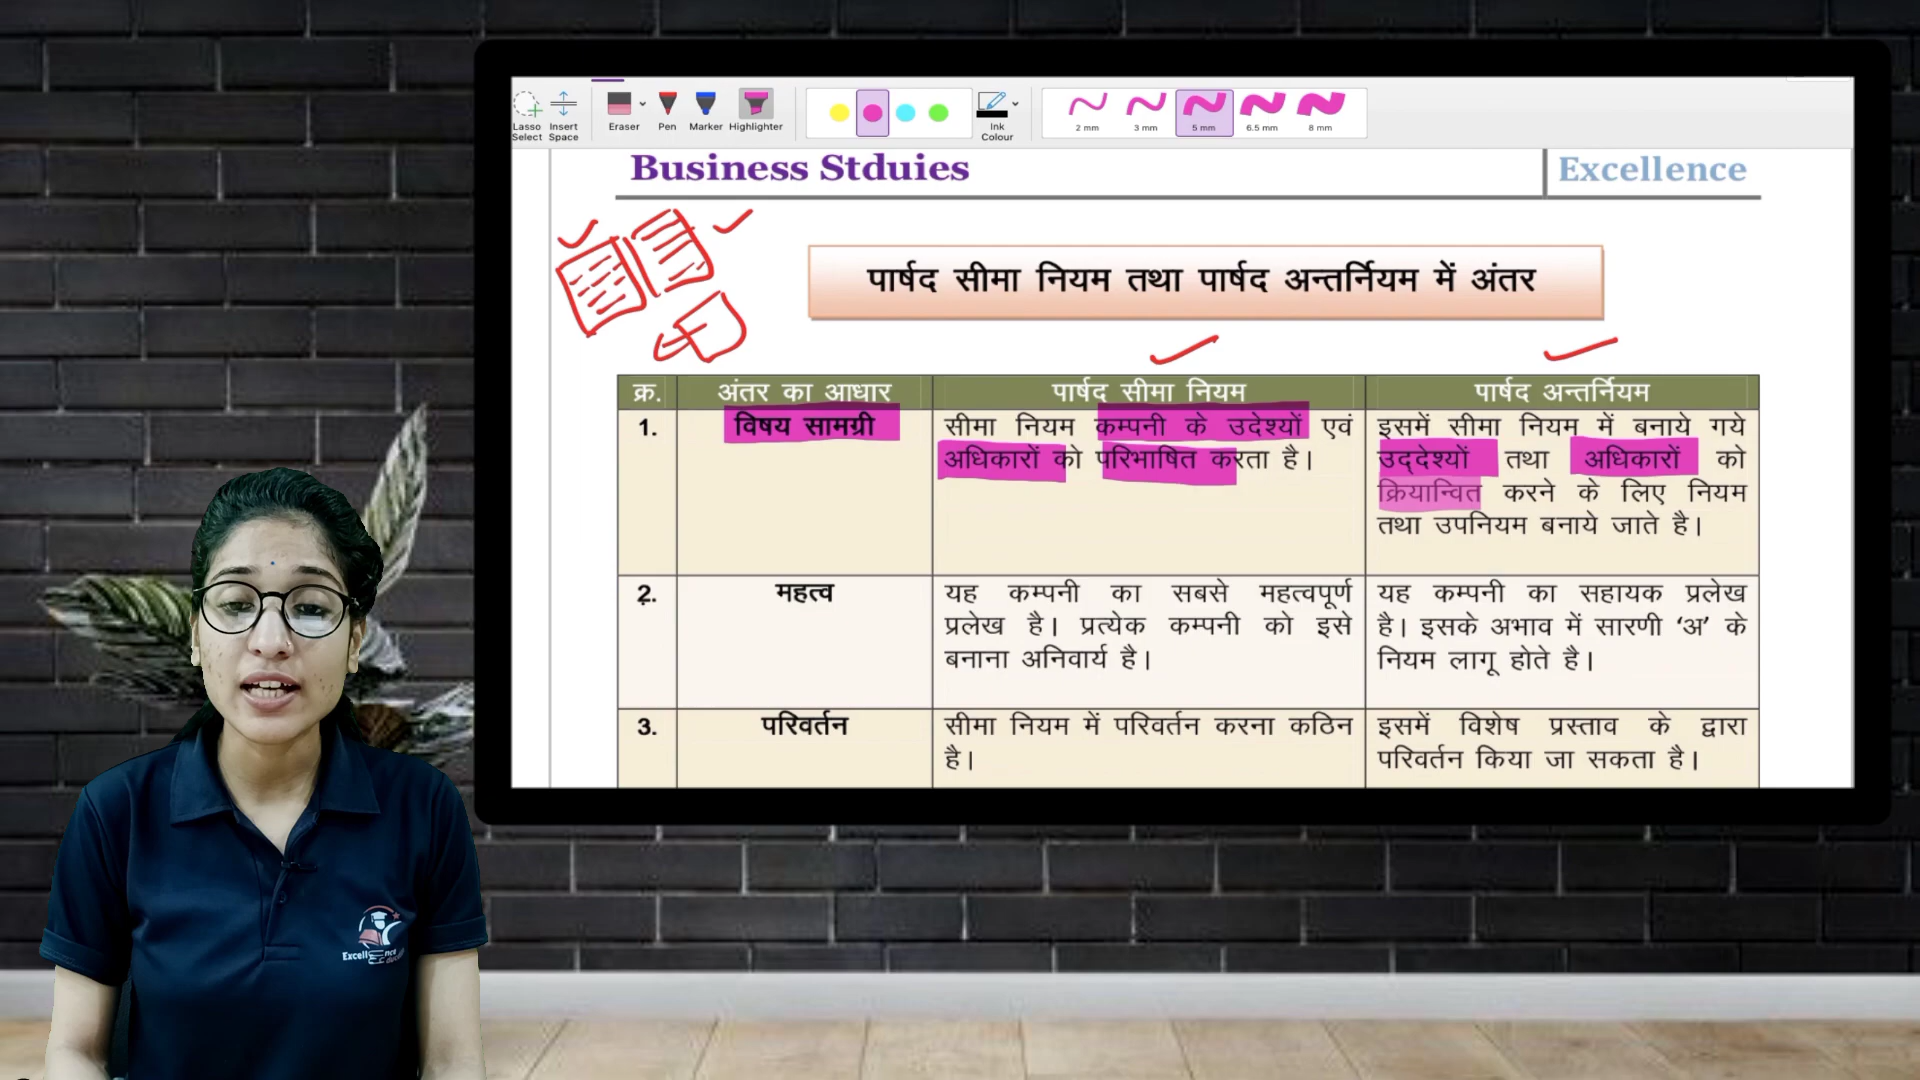 Lasso
Select
Insert
Space
Eraser
Pen
Marker
Highlighter
Ink
Colour
2 mm
3 mm
5 mm
6.5 mm
8 mm
Business Stduies
Excellence
पार्षद सीमा नियम तथा पार्षद अन्तर्नियम में अंतर
क्र.
अंतर का आधार
पार्षद सीमा नियम
पार्षद अन्तर्नियम
1.
विषय सामग्री
सीमा नियम कम्पनी के उदेश्यों एवं
अधिकारों को परिभाषित करता है।
इसमें सीमा नियम में बनाये गये
उद्देश्यों तथा अधिकारों को
क्रियान्वित करने के लिए नियम
तथा उपनियम बनाये जाते है।
2.
महत्व
यह कम्पनी का सबसे महत्वपूर्ण
प्रलेख है। प्रत्येक कम्पनी को इसे
बनाना अनिवार्य है।
यह कम्पनी का सहायक प्रलेख
है। इसके अभाव में सारणी ‘अ’ के
नियम लागू होते है।
3.
परिवर्तन
सीमा नियम में परिवर्तन करना कठिन
है।
इसमें विशेष प्रस्ताव के द्वारा
परिवर्तन किया जा सकता है।